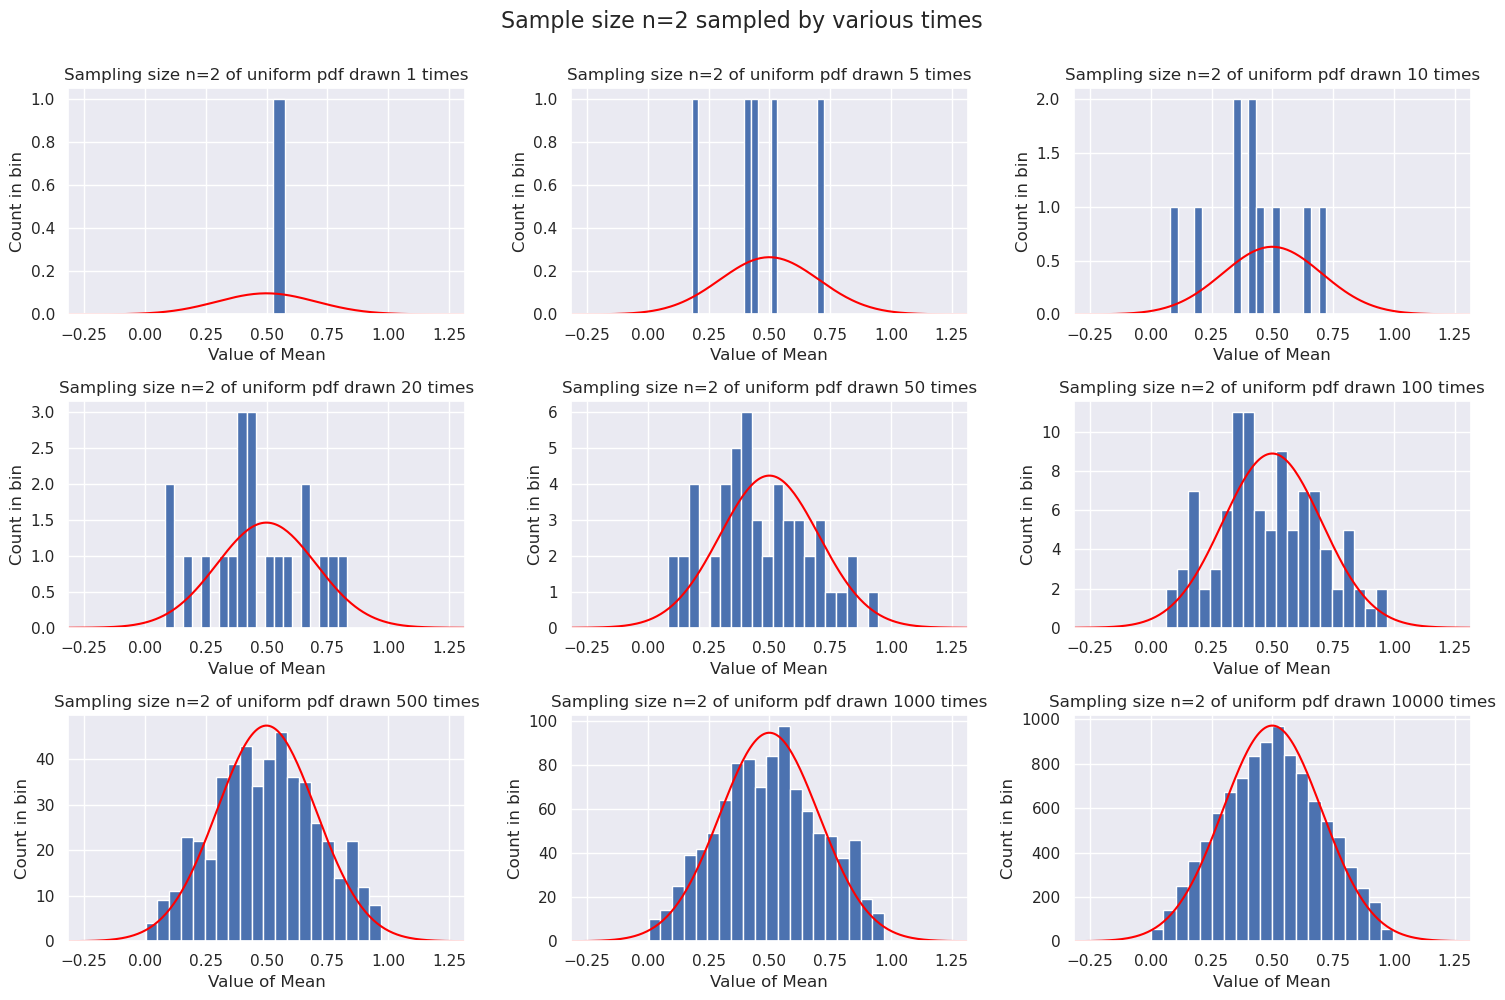 Sample size n=2 sampled by various times
Sampling size n=2 of uniform pdf drawn 1 times
1.0
0.8
0.6
0.4
0.2
0.0
Count in bin
−0.25 0.00 0.25 0.50 0.75 1.00 1.25
Value of Mean
Sampling size n=2 of uniform pdf drawn 5 times
1.0
0.8
0.6
0.4
0.2
0.0
Count in bin
−0.25 0.00 0.25 0.50 0.75 1.00 1.25
Value of Mean
Sampling size n=2 of uniform pdf drawn 10 times
2.0
1.5
1.0
0.5
0.0
Count in bin
−0.25 0.00 0.25 0.50 0.75 1.00 1.25
Value of Mean
Sampling size n=2 of uniform pdf drawn 20 times
3.0
2.5
2.0
1.5
1.0
0.5
0.0
Count in bin
−0.25 0.00 0.25 0.50 0.75 1.00 1.25
Value of Mean
Sampling size n=2 of uniform pdf drawn 50 times
6
5
4
3
2
1
0
Count in bin
−0.25 0.00 0.25 0.50 0.75 1.00 1.25
Value of Mean
Sampling size n=2 of uniform pdf drawn 100 times
10
8
6
4
2
0
Count in bin
−0.25 0.00 0.25 0.50 0.75 1.00 1.25
Value of Mean
Sampling size n=2 of uniform pdf drawn 500 times
40
30
20
10
0
Count in bin
−0.25 0.00 0.25 0.50 0.75 1.00 1.25
Value of Mean
Sampling size n=2 of uniform pdf drawn 1000 times
100
80
60
40
20
0
Count in bin
−0.25 0.00 0.25 0.50 0.75 1.00 1.25
Value of Mean
Sampling size n=2 of uniform pdf drawn 10000 times
1000
800
600
400
200
0
Count in bin
−0.25 0.00 0.25 0.50 0.75 1.00 1.25
Value of Mean